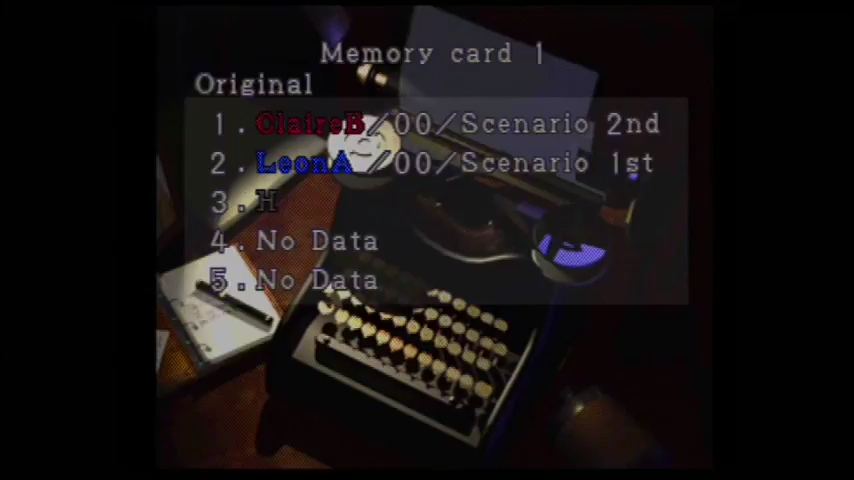 Memory card 1
Original
1.ClaireB/00/Scenario 2nd
2.LeonA /00/Scenario 1st
3.H
4.No Data
5.No Data